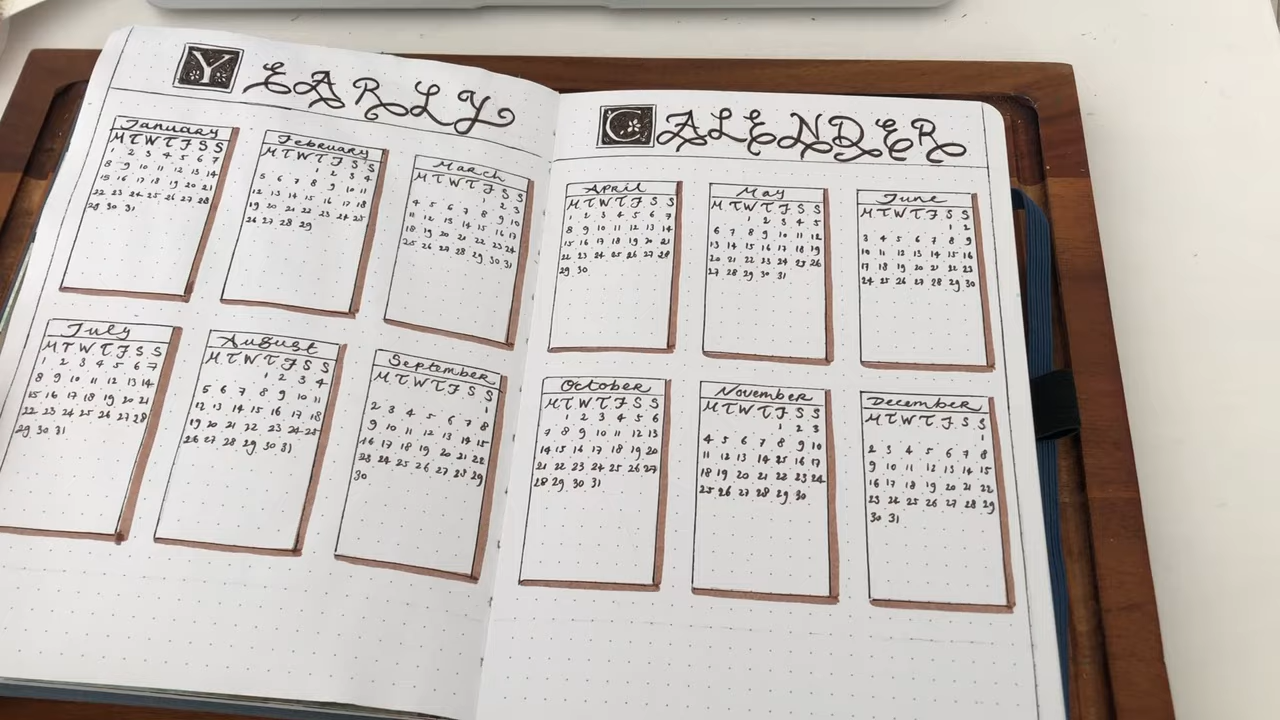 YEARLY CALENDER
January
M T W T F S S
1 2 3 4 5 6 7
8 9 10 11 12 13 14
15 16 17 18 19 20 21
22 23 24 25 26 27 28
29 30 31
February
M T W T F S S
1 2 3 4
5 6 7 8 9 10 11
12 13 14 15 16 17 18
19 20 21 22 23 24 25
26 27 28 29
March
M T W T F S S
1 2 3
4 5 6 7 8 9 10
11 12 13 14 15 16 17
18 19 20 21 22 23 24
25 26 27 28 29 30 31
April
M T W T F S S
1 2 3 4 5 6 7
8 9 10 11 12 13 14
15 16 17 18 19 20 21
22 23 24 25 26 27 28
29 30
May
M T W T F S S
1 2 3 4 5
6 7 8 9 10 11 12
13 14 15 16 17 18 19
20 21 22 23 24 25 26
27 28 29 30 31
June
M T W T F S S
1 2
3 4 5 6 7 8 9
10 11 12 13 14 15 16
17 18 19 20 21 22 23
24 25 26 27 28 29 30
July
M T W T F S S
1 2 3 4 5 6 7
8 9 10 11 12 13 14
15 16 17 18 19 20 21
22 23 24 25 26 27 28
29 30 31
August
M T W T F S S
1 2 3 4
5 6 7 8 9 10 11
12 13 14 15 16 17 18
19 20 21 22 23 24 25
26 27 28 29 30 31
September
M T W T F S S
1
2 3 4 5 6 7 8
9 10 11 12 13 14 15
16 17 18 19 20 21 22
23 24 25 26 27 28 29
30
October
M T W T F S S
1 2 3 4 5 6
7 8 9 10 11 12 13
14 15 16 17 18 19 20
21 22 23 24 25 26 27
28 29 30 31
November
M T W T F S S
1 2 3
4 5 6 7 8 9 10
11 12 13 14 15 16 17
18 19 20 21 22 23 24
25 26 27 28 29 30
December
M T W T F S S
1
2 3 4 5 6 7 8
9 10 11 12 13 14 15
16 17 18 19 20 21 22
23 24 25 26 27 28 29
30 31